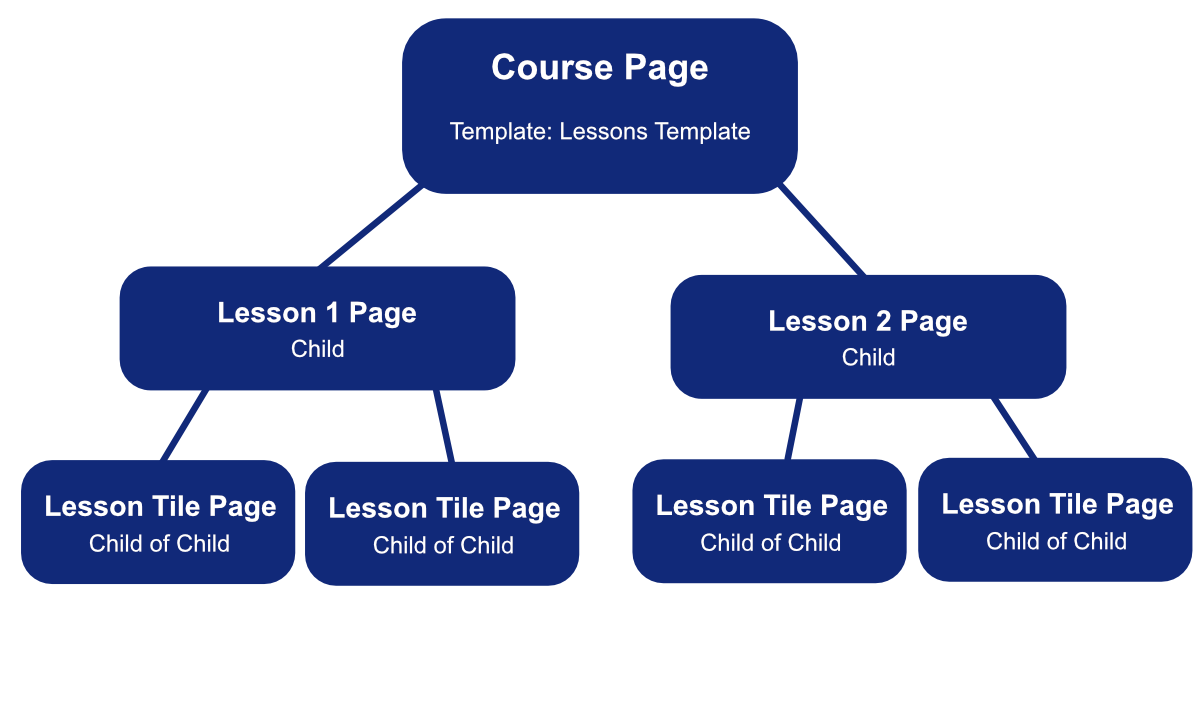 Course Page
Template: Lessons Template
Lesson 1 Page
Child
Lesson 2 Page
Child
Lesson Tile Page
Child of Child
Lesson Tile Page
Child of Child
Lesson Tile Page
Child of Child
Lesson Tile Page
Child of Child